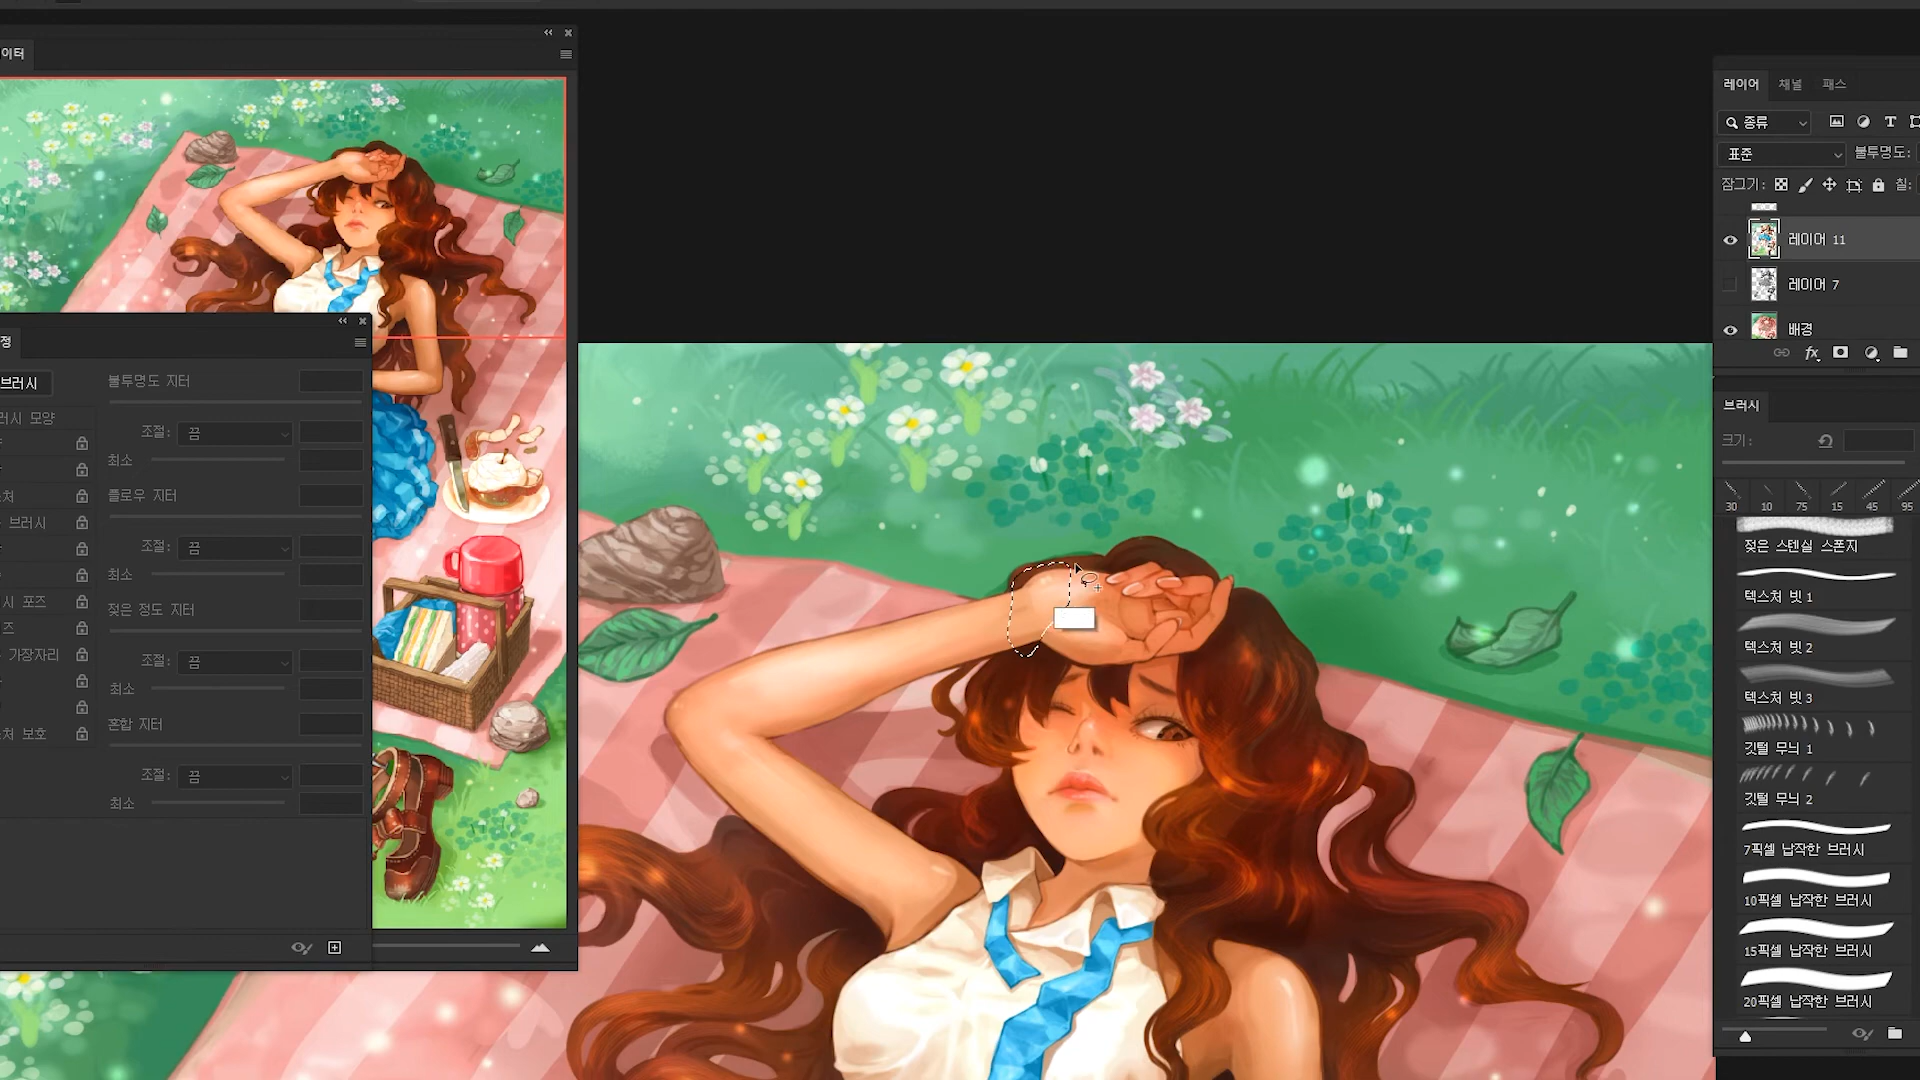 이터
정
브러시
러시 모양
처
브러시
시 포즈
즈
가장자리
처 보호
불투명도 지터
조절: 끔
최소
플로우 지터
조절: 끔
최소
젖은 정도 지터
조절: 끔
최소
혼합 지터
조절: 끔
최소
레이어 채널 패스
종류
표준 불투명도:
잠그기: 칠:
레이어 11
레이어 7
배경
fx
브러시
크기:
30 10 75 15 45 95
젖은 스텐실 스폰지
텍스처 빗 1
텍스처 빗 2
텍스처 빗 3
깃털 무늬 1
깃털 무늬 2
7픽셀 납작한 브러시
10픽셀 납작한 브러시
15픽셀 납작한 브러시
20픽셀 납작한 브러시